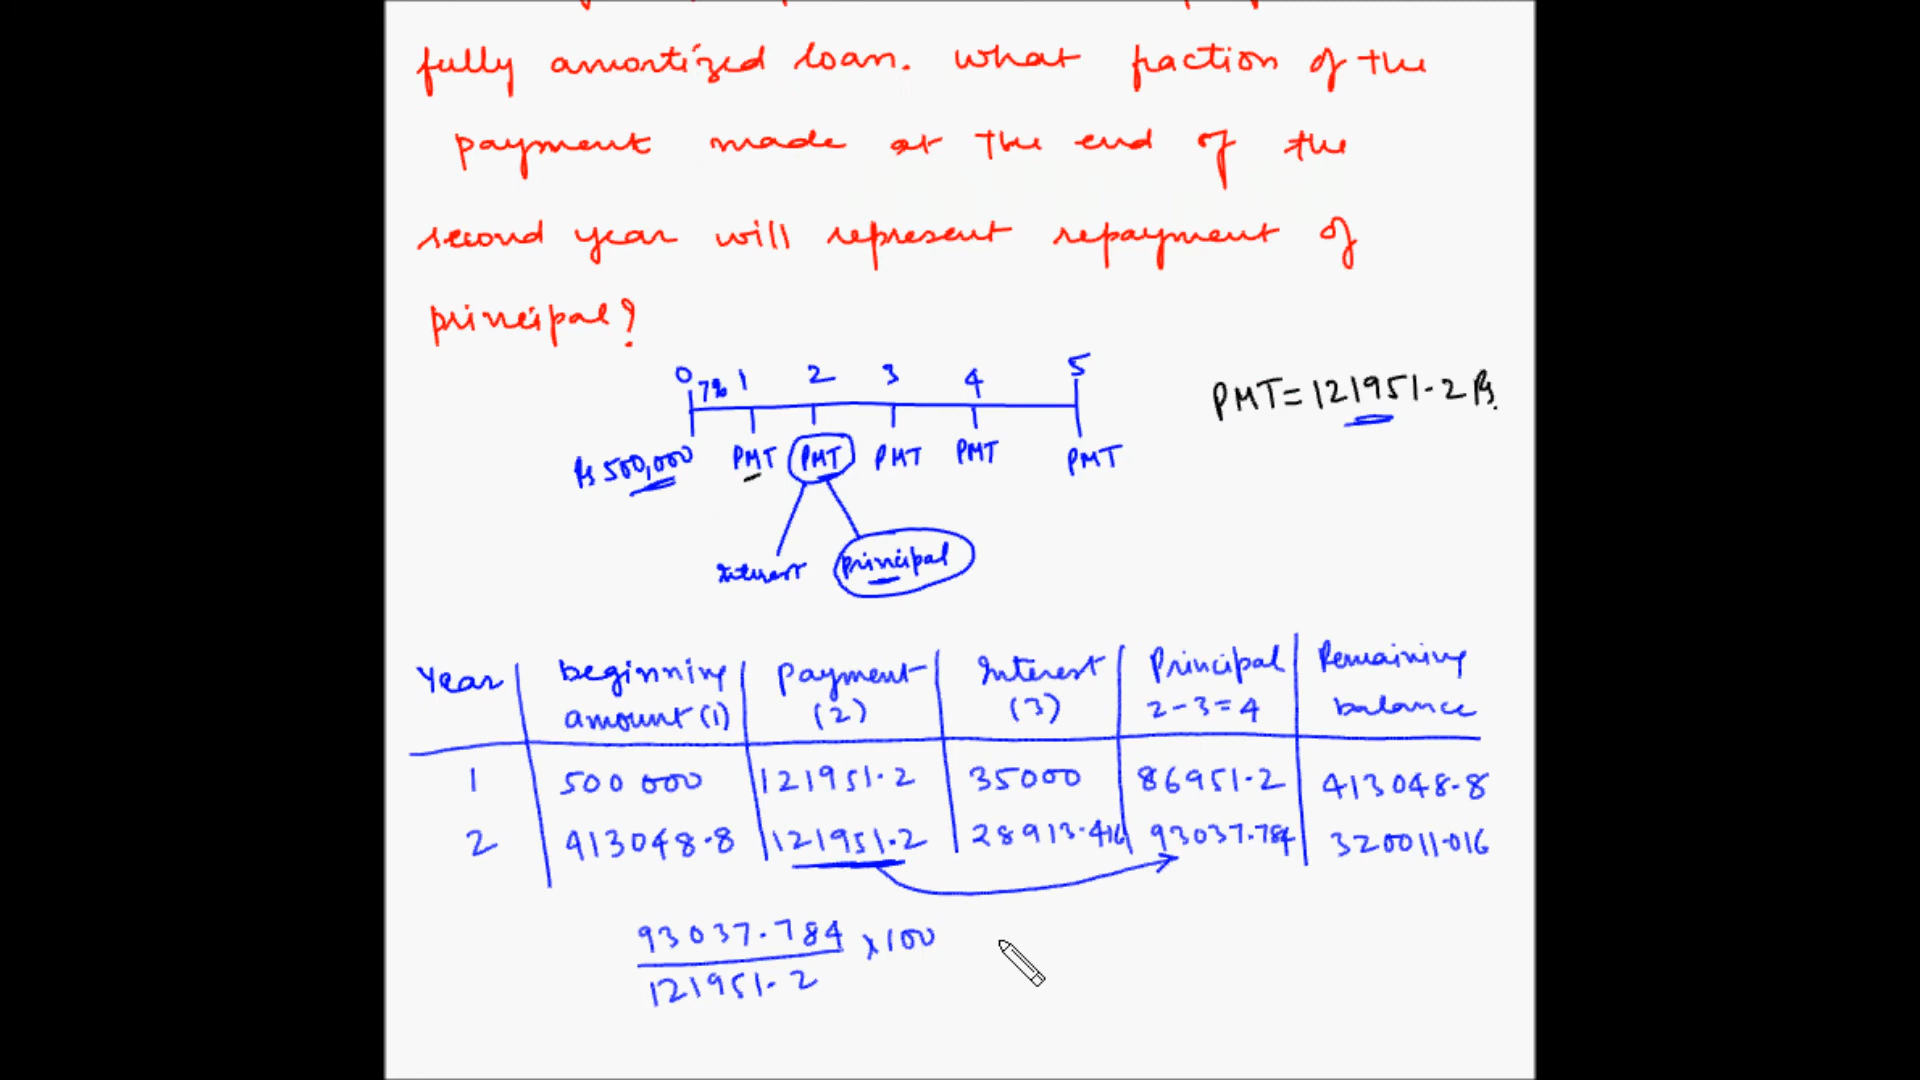 fully amortized loan. what fraction of the
payment made at the end of the
second year will represent repayment of
principal?
0 7% 1 2 3 4 5
PMT = 121951.2 Rs.
Rs 500,000 PMT PMT PMT PMT PMT
Interest principal
Year beginning amount (1) payment (2) Interest (3) Principal 2-3=4 Remaining balance
1 500 000 121951.2 35000 86951.2 413048.8
2 413048.8 121951.2 28913.416 93037.784 320011.016
93037.784 x100
121951.2